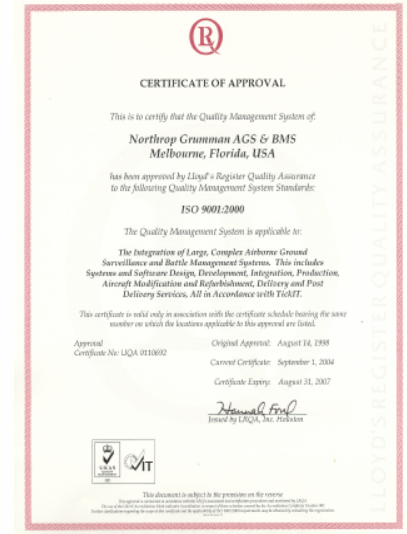 LR
CERTIFICATE OF APPROVAL
This is to certify that the Quality Management System of:
Northrop Grumman AGS & BMS
Melbourne, Florida, USA
has been approved by Lloyd's Register Quality Assurance
to the following Quality Management System Standards:
ISO 9001:2000
The Quality Management System is applicable to:
The Integration of Large, Complex Airborne Ground
Surveillance and Battle Management Systems. This includes
Systems and Software Design, Development, Integration, Production,
Aircraft Modification and Refurbishment, Delivery and Post
Delivery Services, All in Accordance with TickIT.
This certificate is valid only in association with the certificate schedule bearing the same
number on which the locations applicable to this approval are listed.
Approval
Certificate No: LRQA 0110692
Original Approval: August 14, 1998
Current Certificate: September 1, 2004
Certificate Expiry: August 31, 2007
Issued by LRQA, Inc. Houston
UKAS
IT
This document is subject to the provision on the reverse
LLOYD'S REGISTER QUALITY ASSURANCE